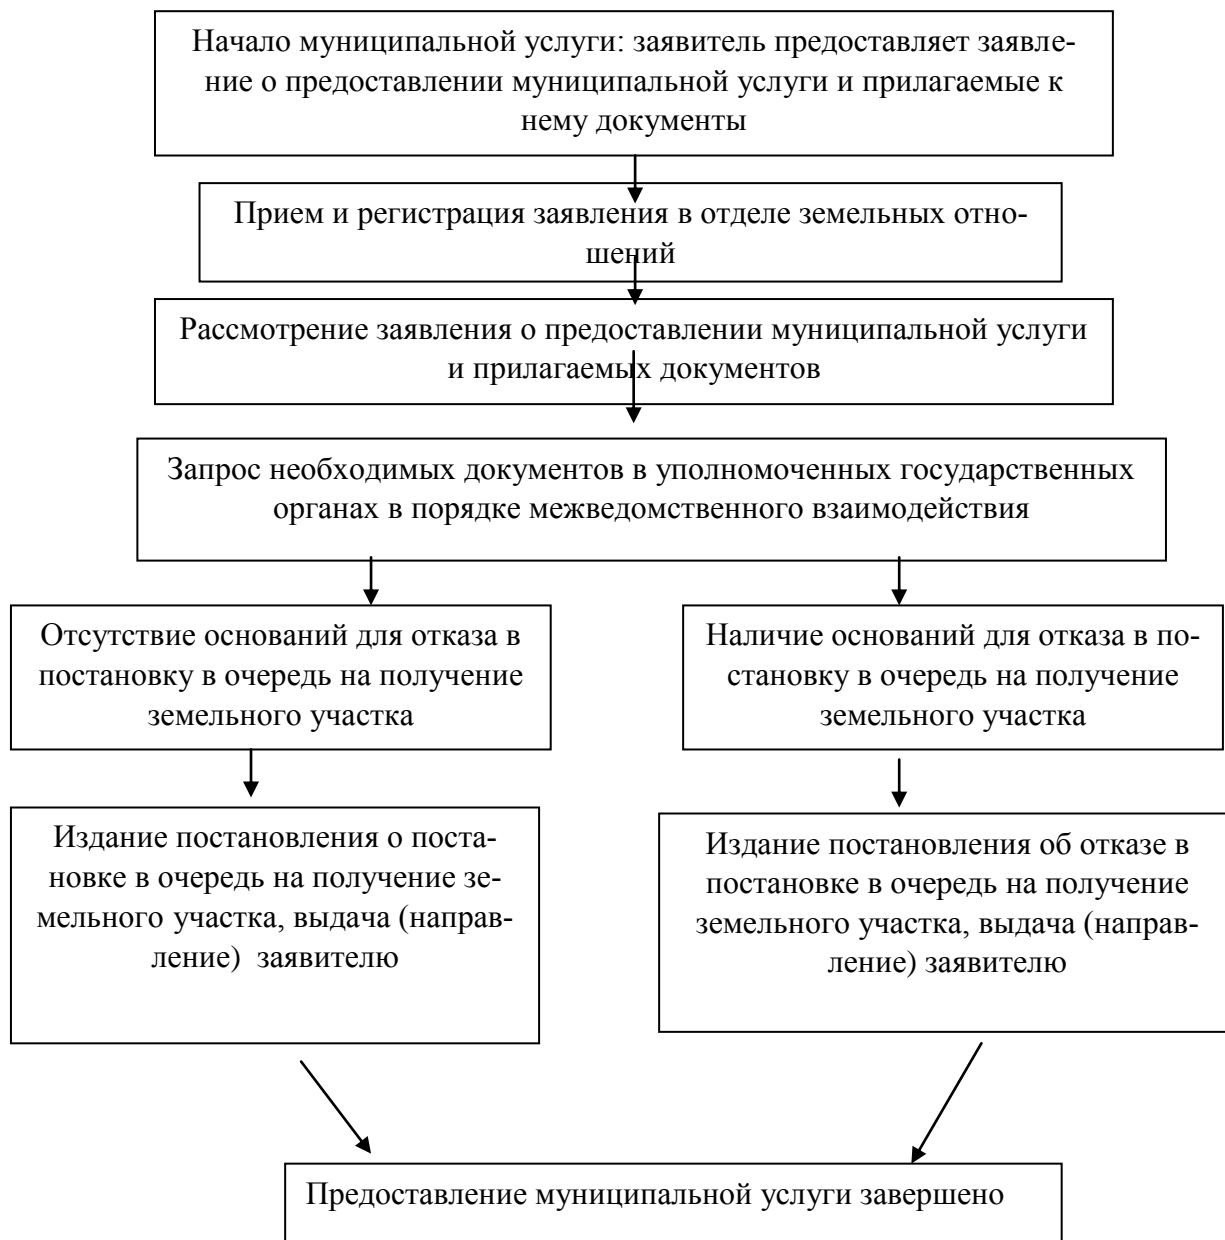 Начало муниципальной услуги: заявитель предоставляет заявле-
ние о предоставлении муниципальной услуги и прилагаемые к
нему документы
Прием и регистрация заявления в отделе земельных отно-
шений
Рассмотрение заявления о предоставлении муниципальной услуги
и прилагаемых документов
Запрос необходимых документов в уполномоченных государственных
органах в порядке межведомственного взаимодействия
Отсутствие оснований для отказа в
постановку в очередь на получение
земельного участка
Наличие оснований для отказа в по-
становку в очередь на получение
земельного участка
Издание постановления о поста-
новке в очередь на получение зе-
мельного участка, выдача (направ-
ление)  заявителю
Издание постановления об отказе в
постановке в очередь на получение
земельного участка, выдача (направ-
ление) заявителю
Предоставление муниципальной услуги завершено